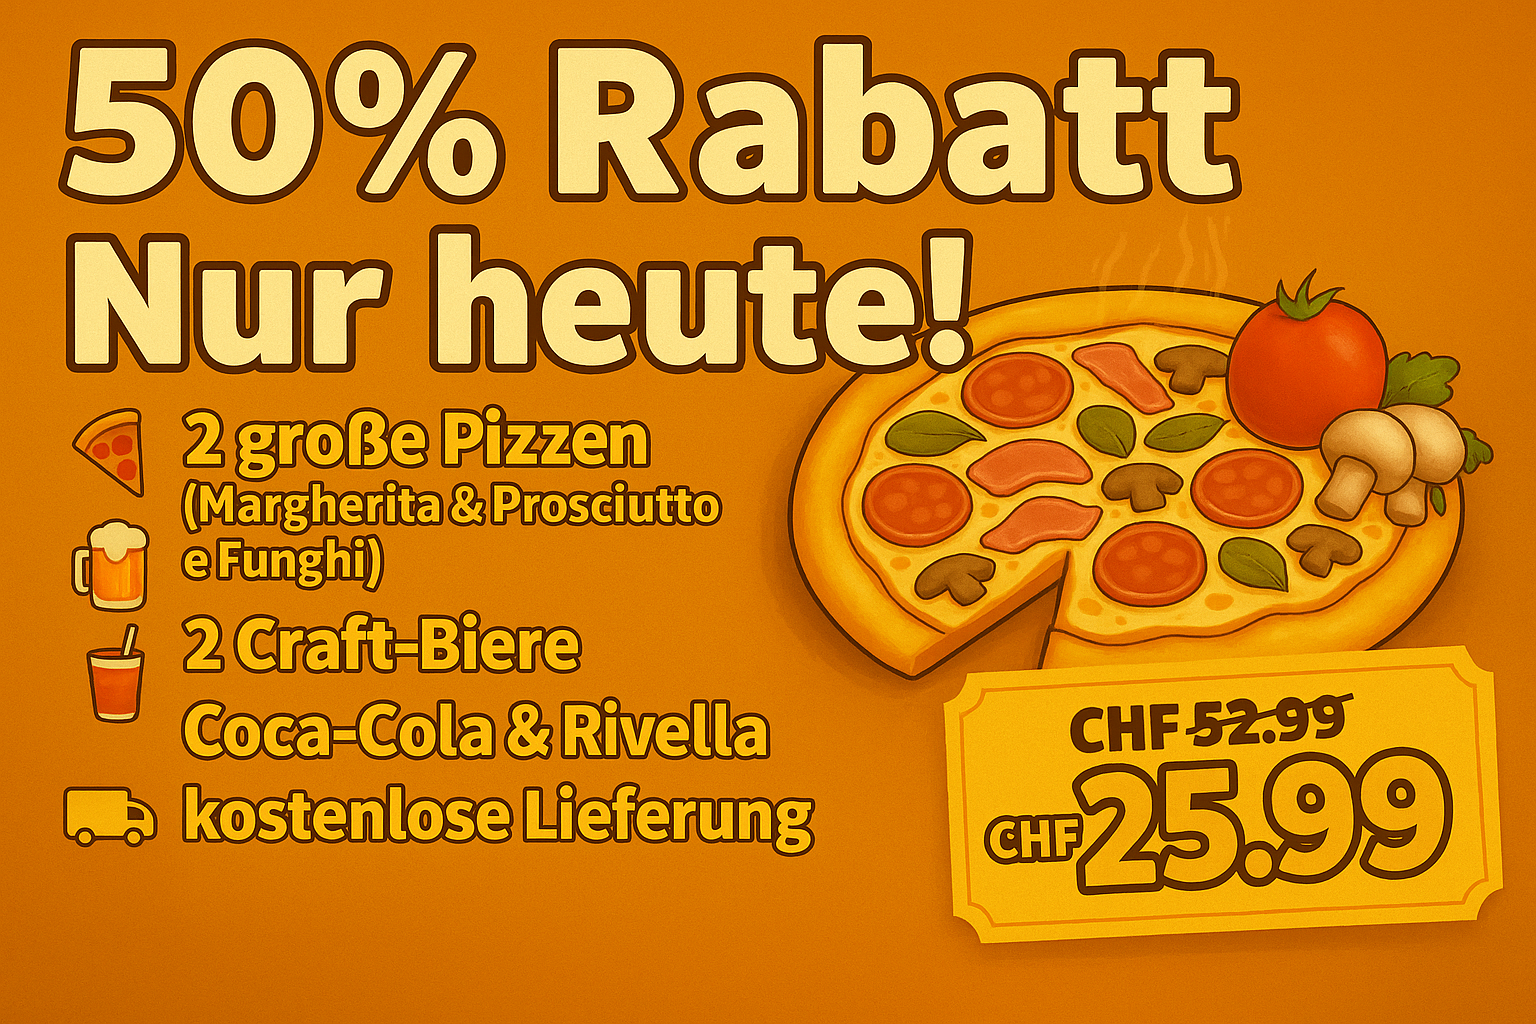 50% Rabatt
Nur heute!
2 große Pizzen
(Margherita & Prosciutto
e Funghi)
2 Craft-Biere
Coca-Cola & Rivella
kostenlose Lieferung
CHF 52.99
CHF 25.99